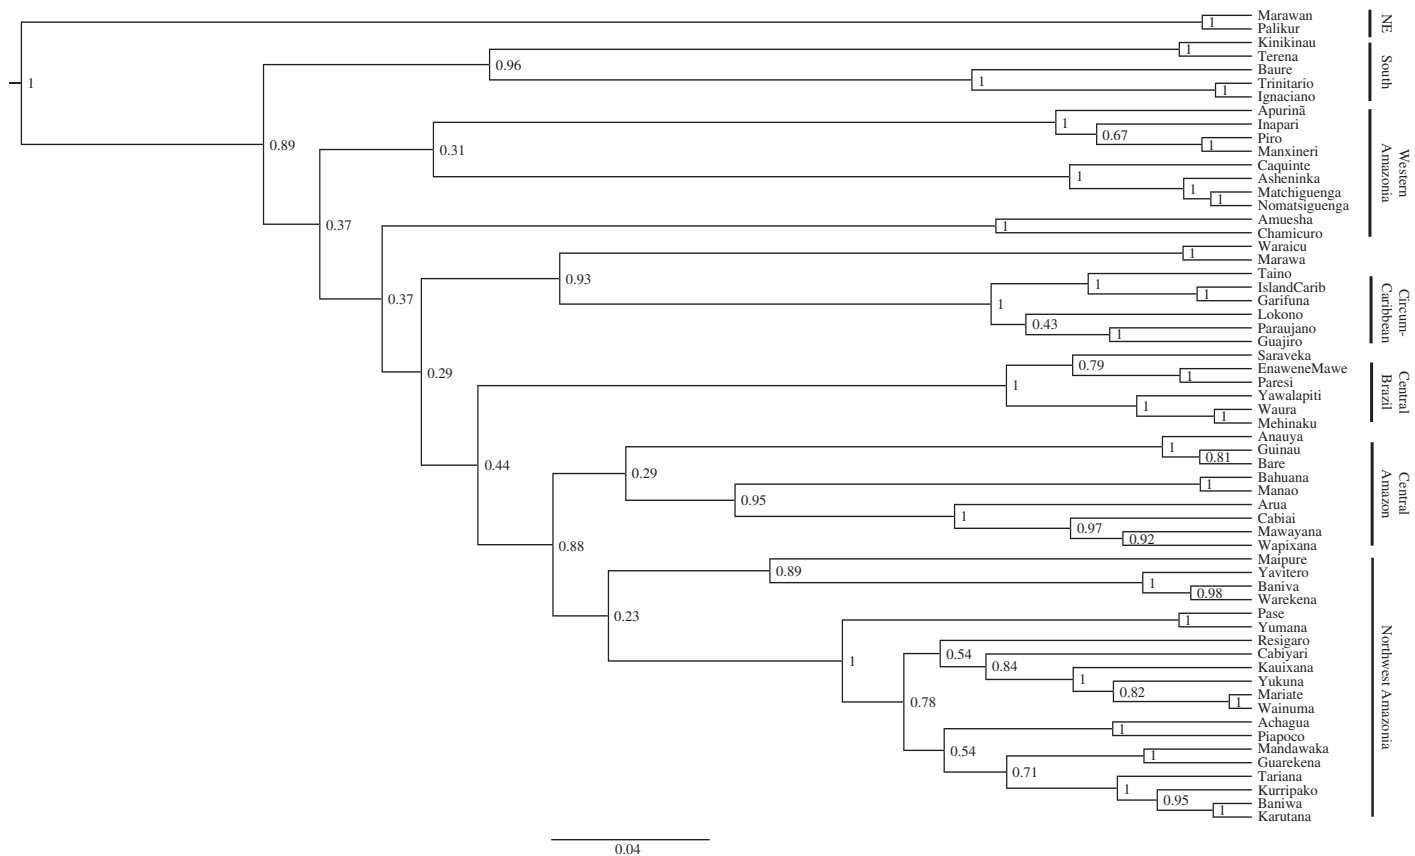 Marawan
1
Palikur
NE
Kinikinau
1
Terena
0.96
Baure
1
Trinitario
1
Ignaciano
South
1
Apurinã
1
Inapari
0.67
Piro
1
Manxineri
0.89
0.31
Caquinte
1
Asheninka
1
Matchiguenga
1
Nomatsiguenga
Western
Amazonia
0.37
Amuesha
1
Chamicuro
Waraicu
1
Marawa
0.93
Taino
1
IslandCarib
1
Garifuna
0.37
1
Lokono
0.43
Paraujano
1
Guajiro
Circum-
Caribbean
Saraveka
0.79
EnaweneMawe
1
Paresi
0.29
1
Yawalapiti
1
Waura
1
Mehinaku
Central
Brazil
Anauya
1
Guinau
0.81
Bare
0.44
0.29
Bahuana
1
Manao
0.95
Arua
1
Cabiai
0.97
Mawayana
0.92
Wapixana
Central
Amazon
0.88
Maipure
0.89
Yavitero
1
Baniva
0.98
Warekena
0.23
Pase
1
Yumana
Resigaro
0.54
Cabiyari
1
0.84
Kauixana
1
Yukuna
0.82
Mariate
1
Wainuma
0.78
Achagua
1
Piapoco
0.54
Mandawaka
1
Guarekena
0.71
Tariana
1
Kurripako
0.95
Baniwa
1
Karutana
Northwest Amazonia
0.04